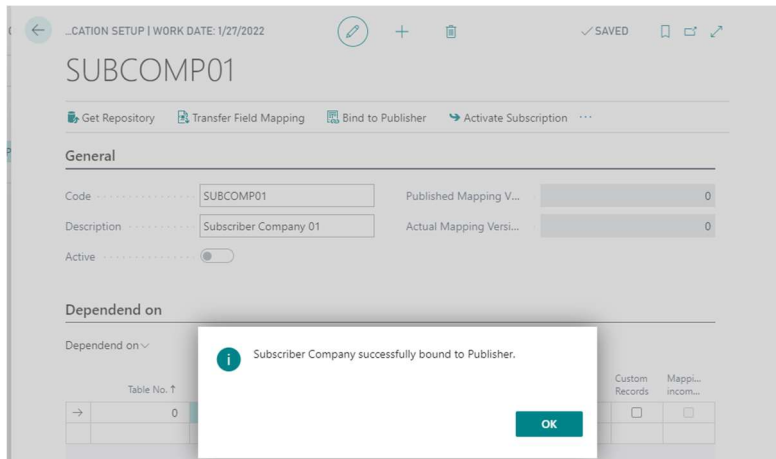 ...CATION SETUP | WORK DATE: 1/27/2022 SAVED
SUBCOMP01
Get Repository Transfer Field Mapping Bind to Publisher Activate Subscription ...
General
Code SUBCOMP01 Published Mapping V... 0
Description Subscriber Company 01 Actual Mapping Versi... 0
Active
Dependend on
Dependend on
Subscriber Company successfully bound to Publisher.
Table No. Custom Records Mappi... incom...
0
OK